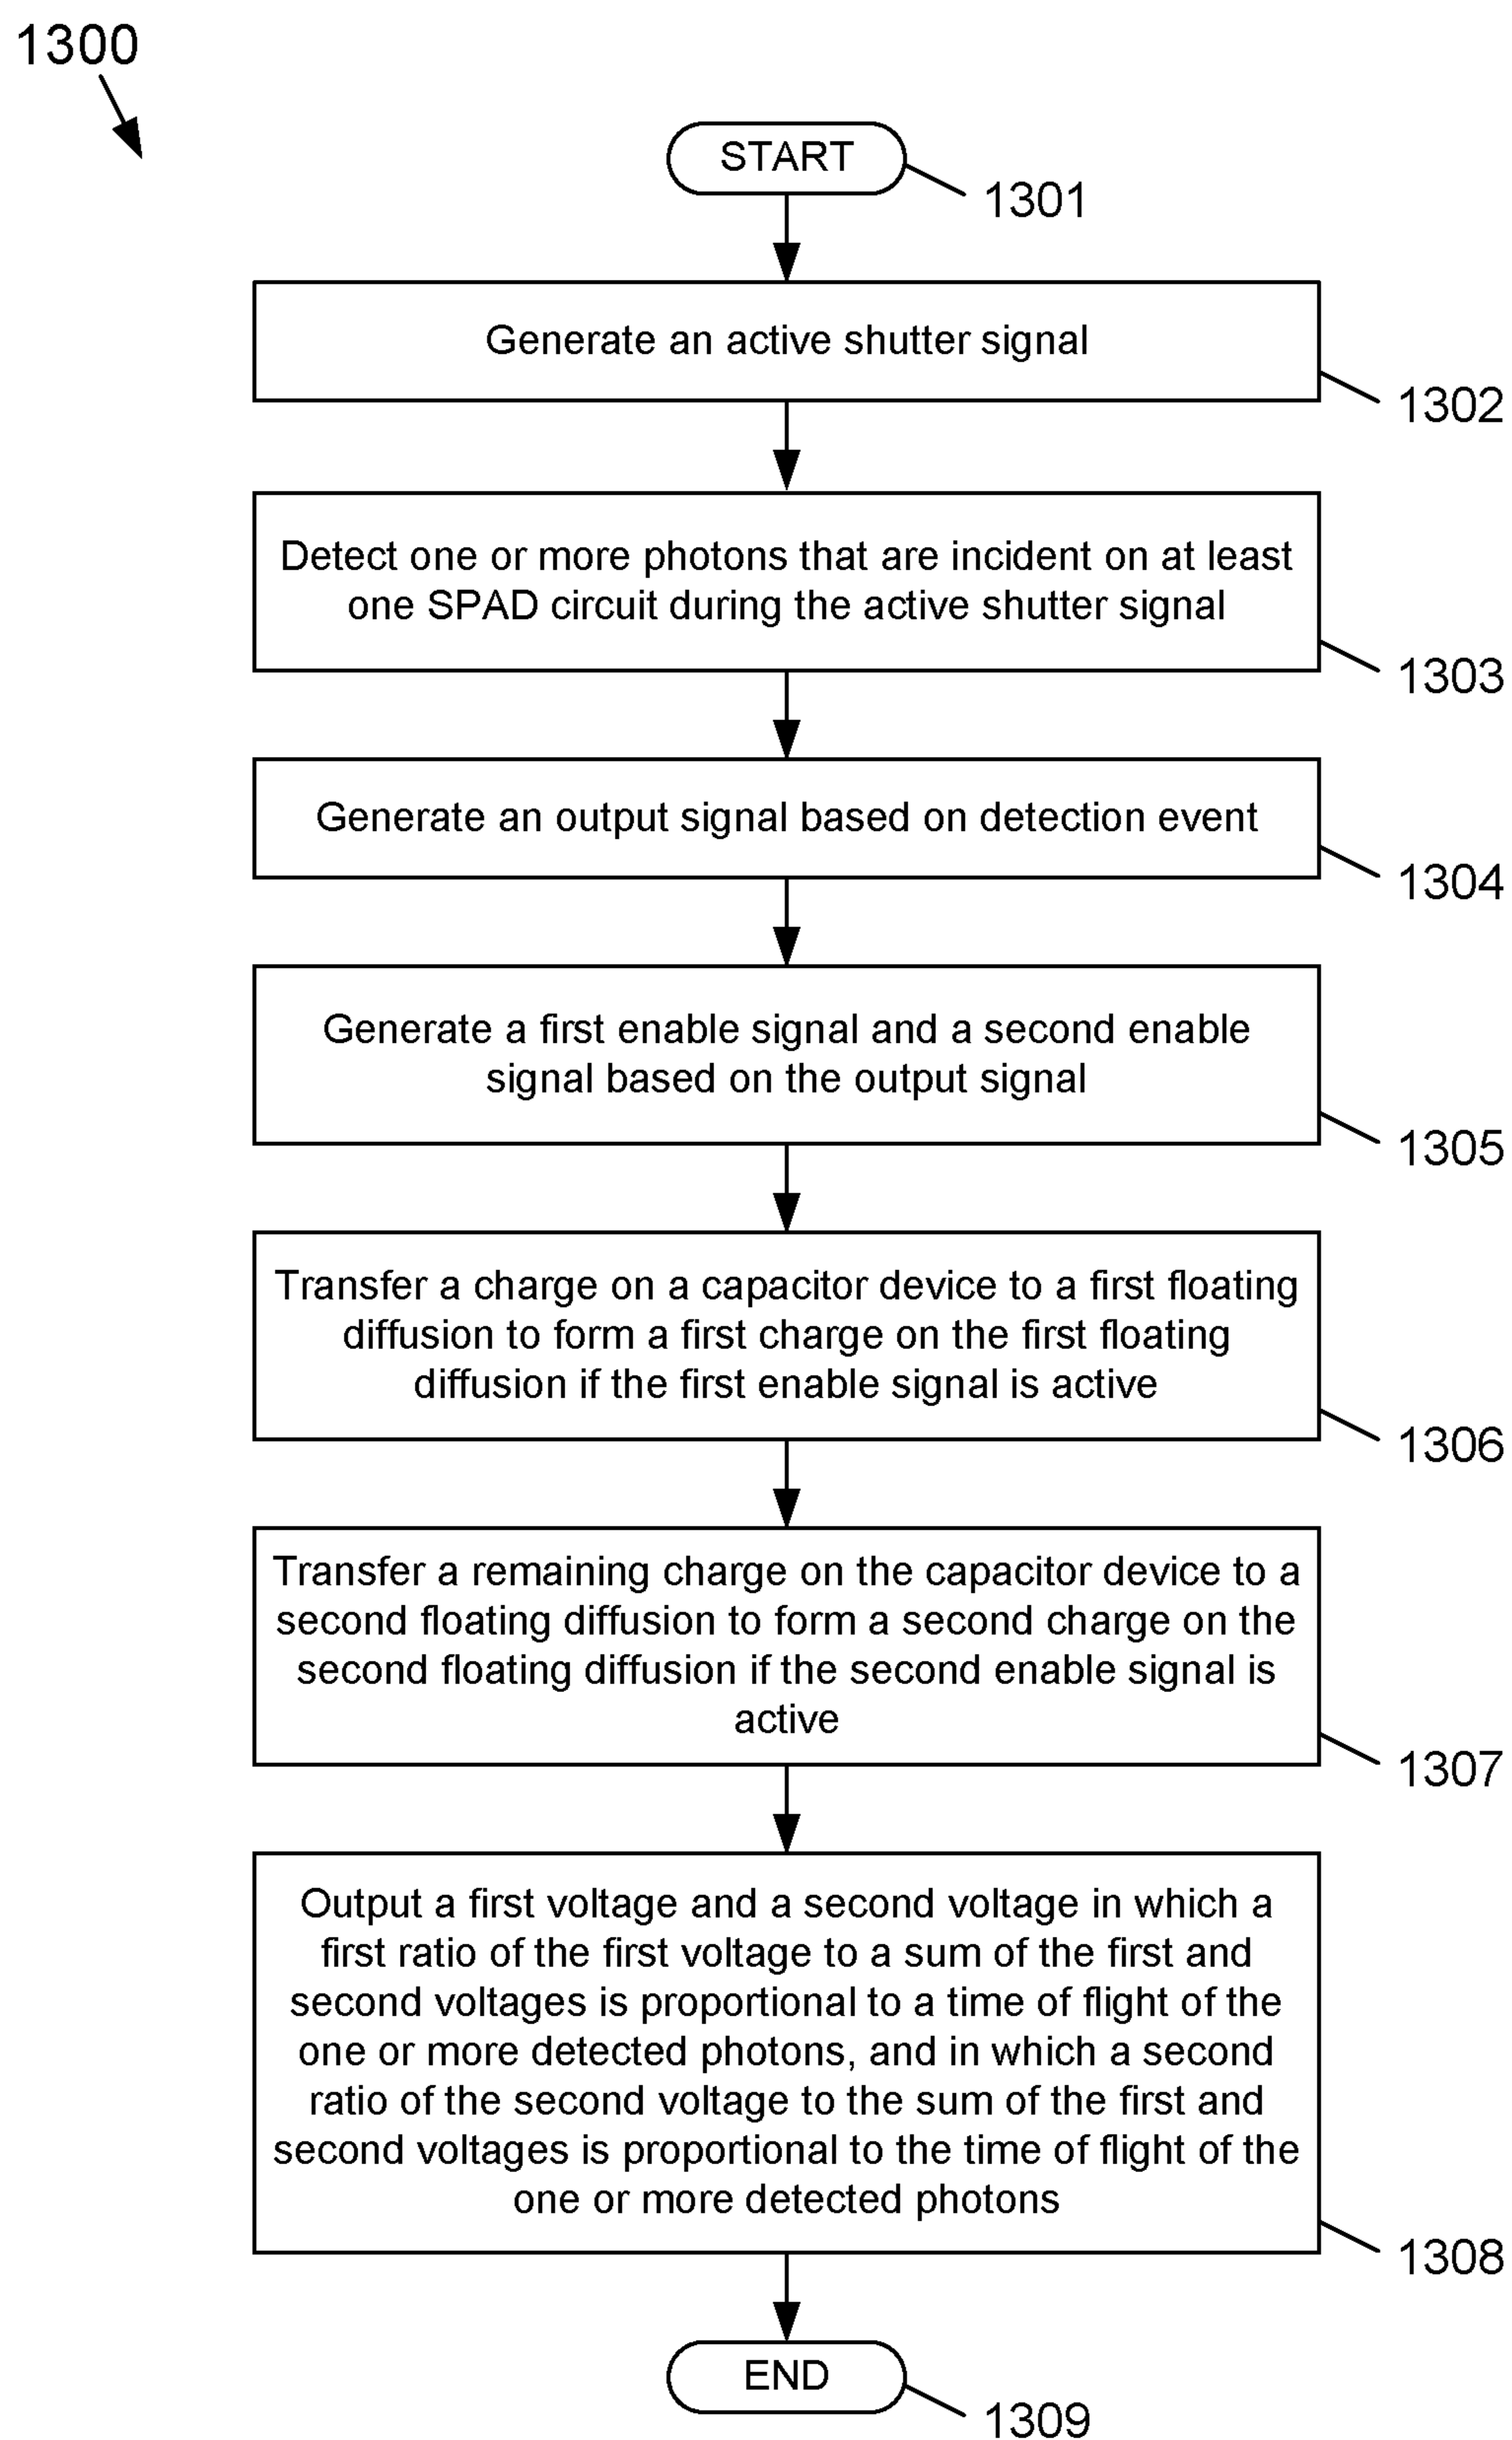 1300
START
1301
Generate an active shutter signal
1302
Detect one or more photons that are incident on at least
one SPAD circuit during the active shutter signal
1303
Generate an output signal based on detection event
1304
Generate a first enable signal and a second enable
signal based on the output signal
1305
Transfer a charge on a capacitor device to a first floating
diffusion to form a first charge on the first floating
diffusion if the first enable signal is active
1306
Transfer a remaining charge on the capacitor device to a
second floating diffusion to form a second charge on the
second floating diffusion if the second enable signal is
active
1307
Output a first voltage and a second voltage in which a
first ratio of the first voltage to a sum of the first and
second voltages is proportional to a time of flight of the
one or more detected photons, and in which a second
ratio of the second voltage to the sum of the first and
second voltages is proportional to the time of flight of the
one or more detected photons
1308
END
1309